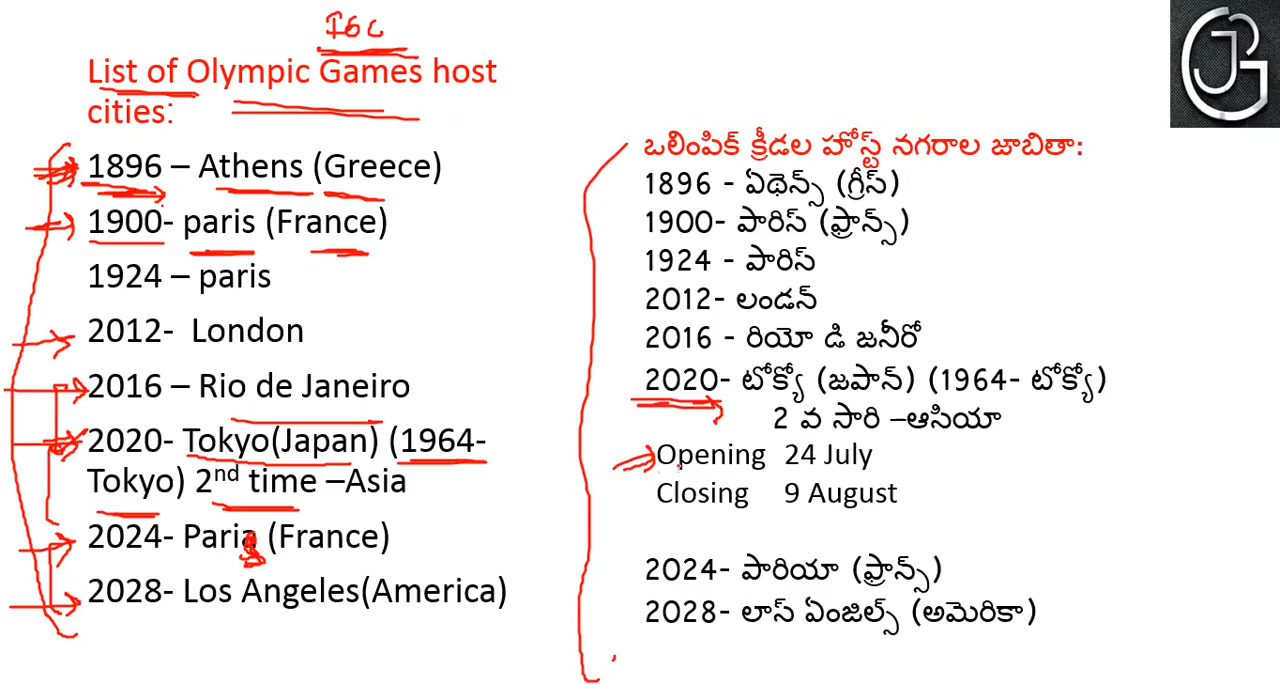 IOC
List of Olympic Games host
cities:
1896 – Athens (Greece)
1900- paris (France)
1924 – paris
2012-  London
2016 – Rio de Janeiro
2020- Tokyo(Japan) (1964-
Tokyo) 2nd time –Asia
2024- Paria (France)
2028- Los Angeles(America)
ఒలింపిక్ క్రీడల హోస్ట్ నగరాల జాబితా:
1896 - ఏథెన్స్ (గ్రీస్)
1900- పారిస్ (ఫ్రాన్స్)
1924 - పారిస్
2012- లండన్
2016 - రియో డి జనీరో
2020- టోక్యో (జపాన్) (1964- టోక్యో)
2 వ సారి –ఆసియా
Opening 24 July
Closing 9 August
2024- పారియా (ఫ్రాన్స్)
2028- లాస్ ఏంజిల్స్ (అమెరికా)